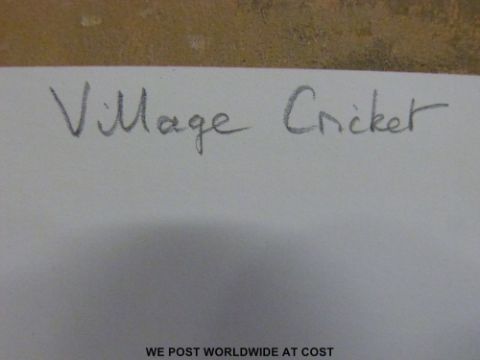 Village Cricket
WE POST WORLDWIDE AT COST